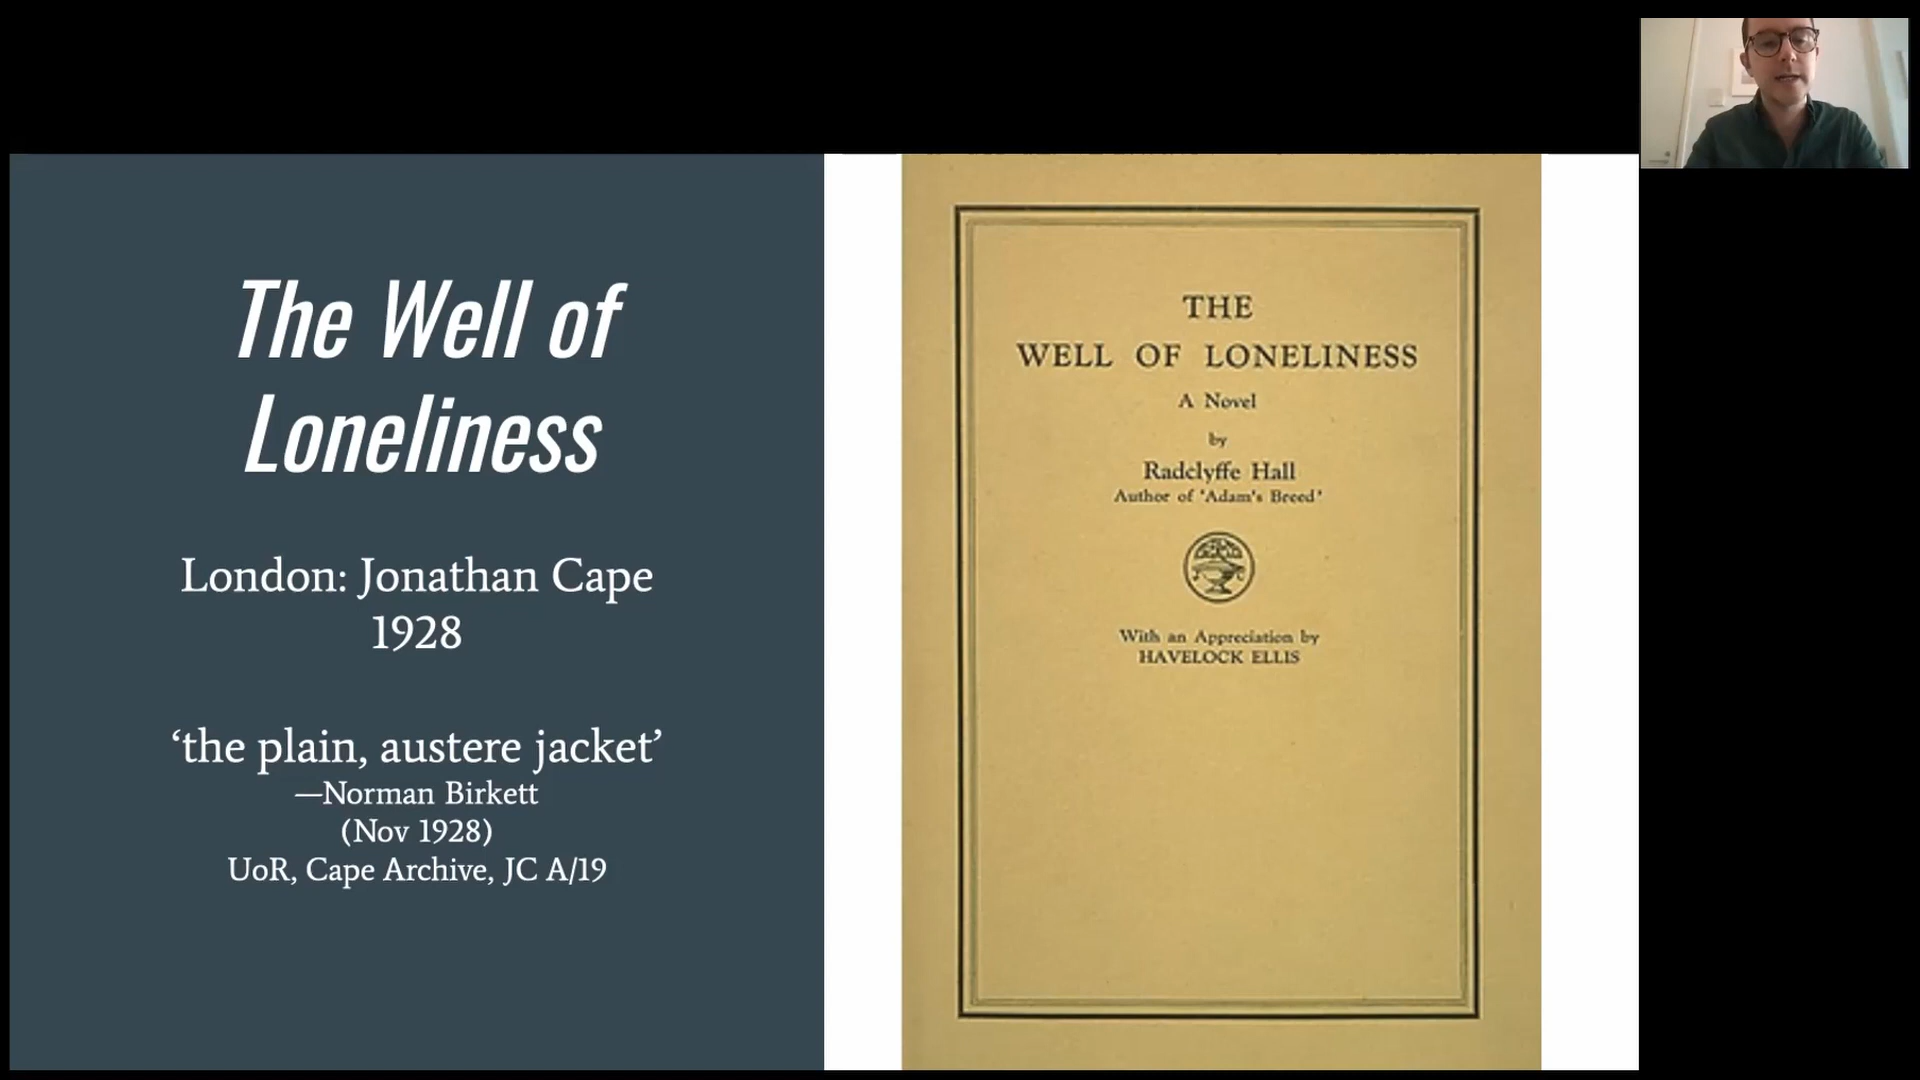 The Well of
Loneliness
London: Jonathan Cape
1928
‘the plain, austere jacket’
—Norman Birkett
(Nov 1928)
UoR, Cape Archive, JC A/19
THE
WELL OF LONELINESS
A Novel
by
Radclyffe Hall
Author of 'Adam's Breed'
With an Appreciation by
HAVELOCK ELLIS